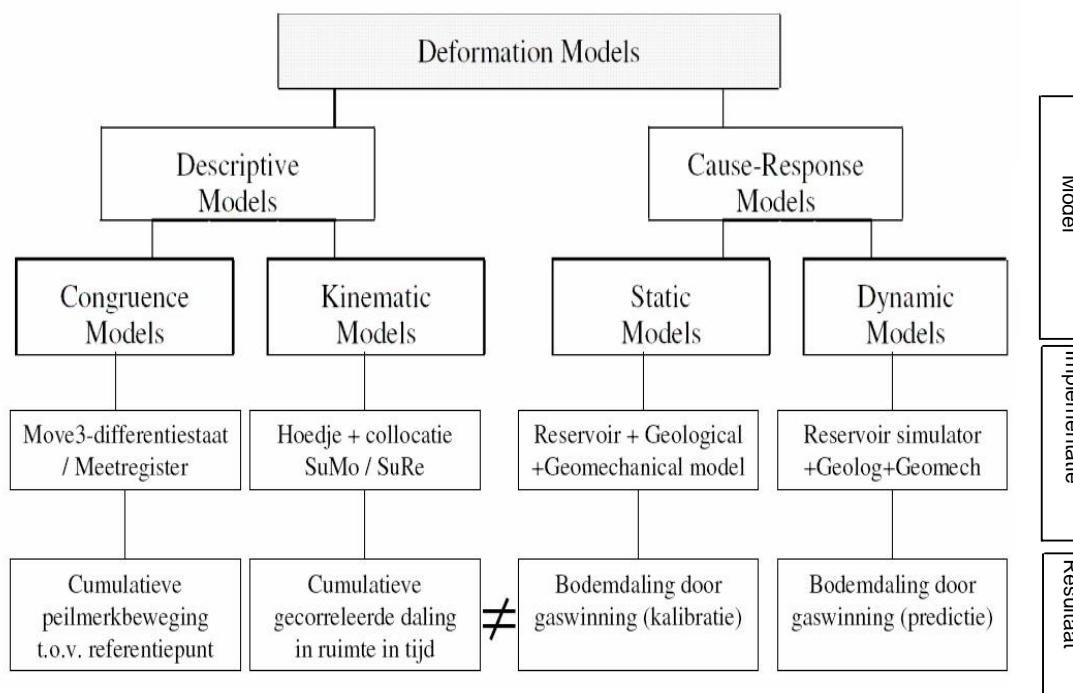 Deformation Models
Descriptive
Models
Cause-Response
Models
Model
Congruence
Models
Kinematic
Models
Static
Models
Dynamic
Models
Move3-differentiestaat
/ Meetregister
Hoedje + collocatie
SuMo / SuRe
Reservoir + Geological
+Geomechanical model
Reservoir simulator
+Geolog+Geomech
Implementatie
Cumulatieve
peilmerkbeweging
t.o.v. referentiepunt
Cumulatieve
gecorreleerde daling
in ruimte in tijd
≠
Bodemdaling door
gaswinning (kalibratie)
Bodemdaling door
gaswinning (predictie)
Resultaat